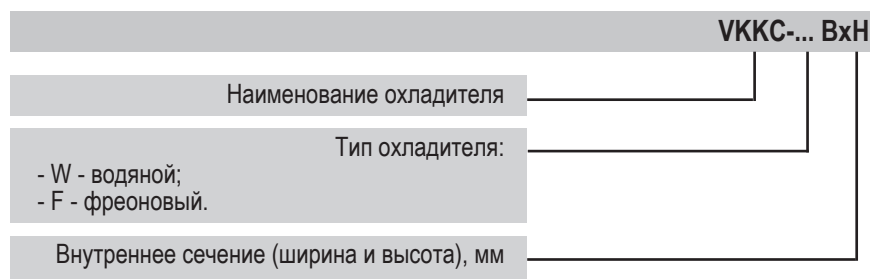 VKKC-... BxH
Наименование охладителя
Тип охладителя:
- W - водяной;
- F - фреоновый.
Внутреннее сечение (ширина и высота), мм